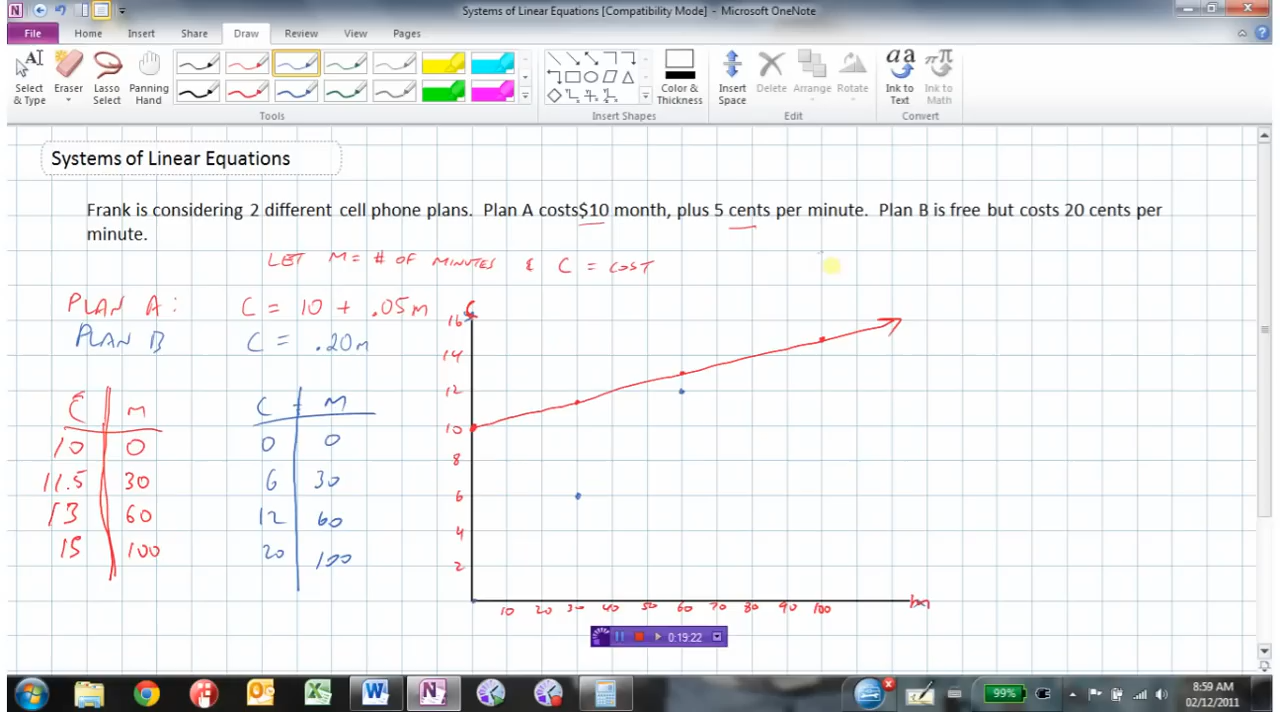 Systems of Linear Equations [Compatibility Mode] - Microsoft OneNote
File Home Insert Share Draw Review View Pages
Select & Type
Eraser
Lasso Select
Panning Hand
Color & Thickness
Insert Space
Delete
Arrange
Rotate
Ink to Text
Ink to Math
Tools Insert Shapes Edit Convert
Systems of Linear Equations
Frank is considering 2 different cell phone plans. Plan A costs$10 month, plus 5 cents per minute. Plan B is free but costs 20 cents per
minute.
LET M = # OF MINUTES & C = COST
PLAN A: C = 10 + .05M
PLAN B C = .20M
C M
10 0
11.5 30
13 60
15 100
C M
0 0
6 30
12 60
20 100
C
16
14
12
10
8
6
4
2
10 20 30 40 50 60 70 80 90 100 m
0:19:22
99%
8:59 AM
02/12/2011